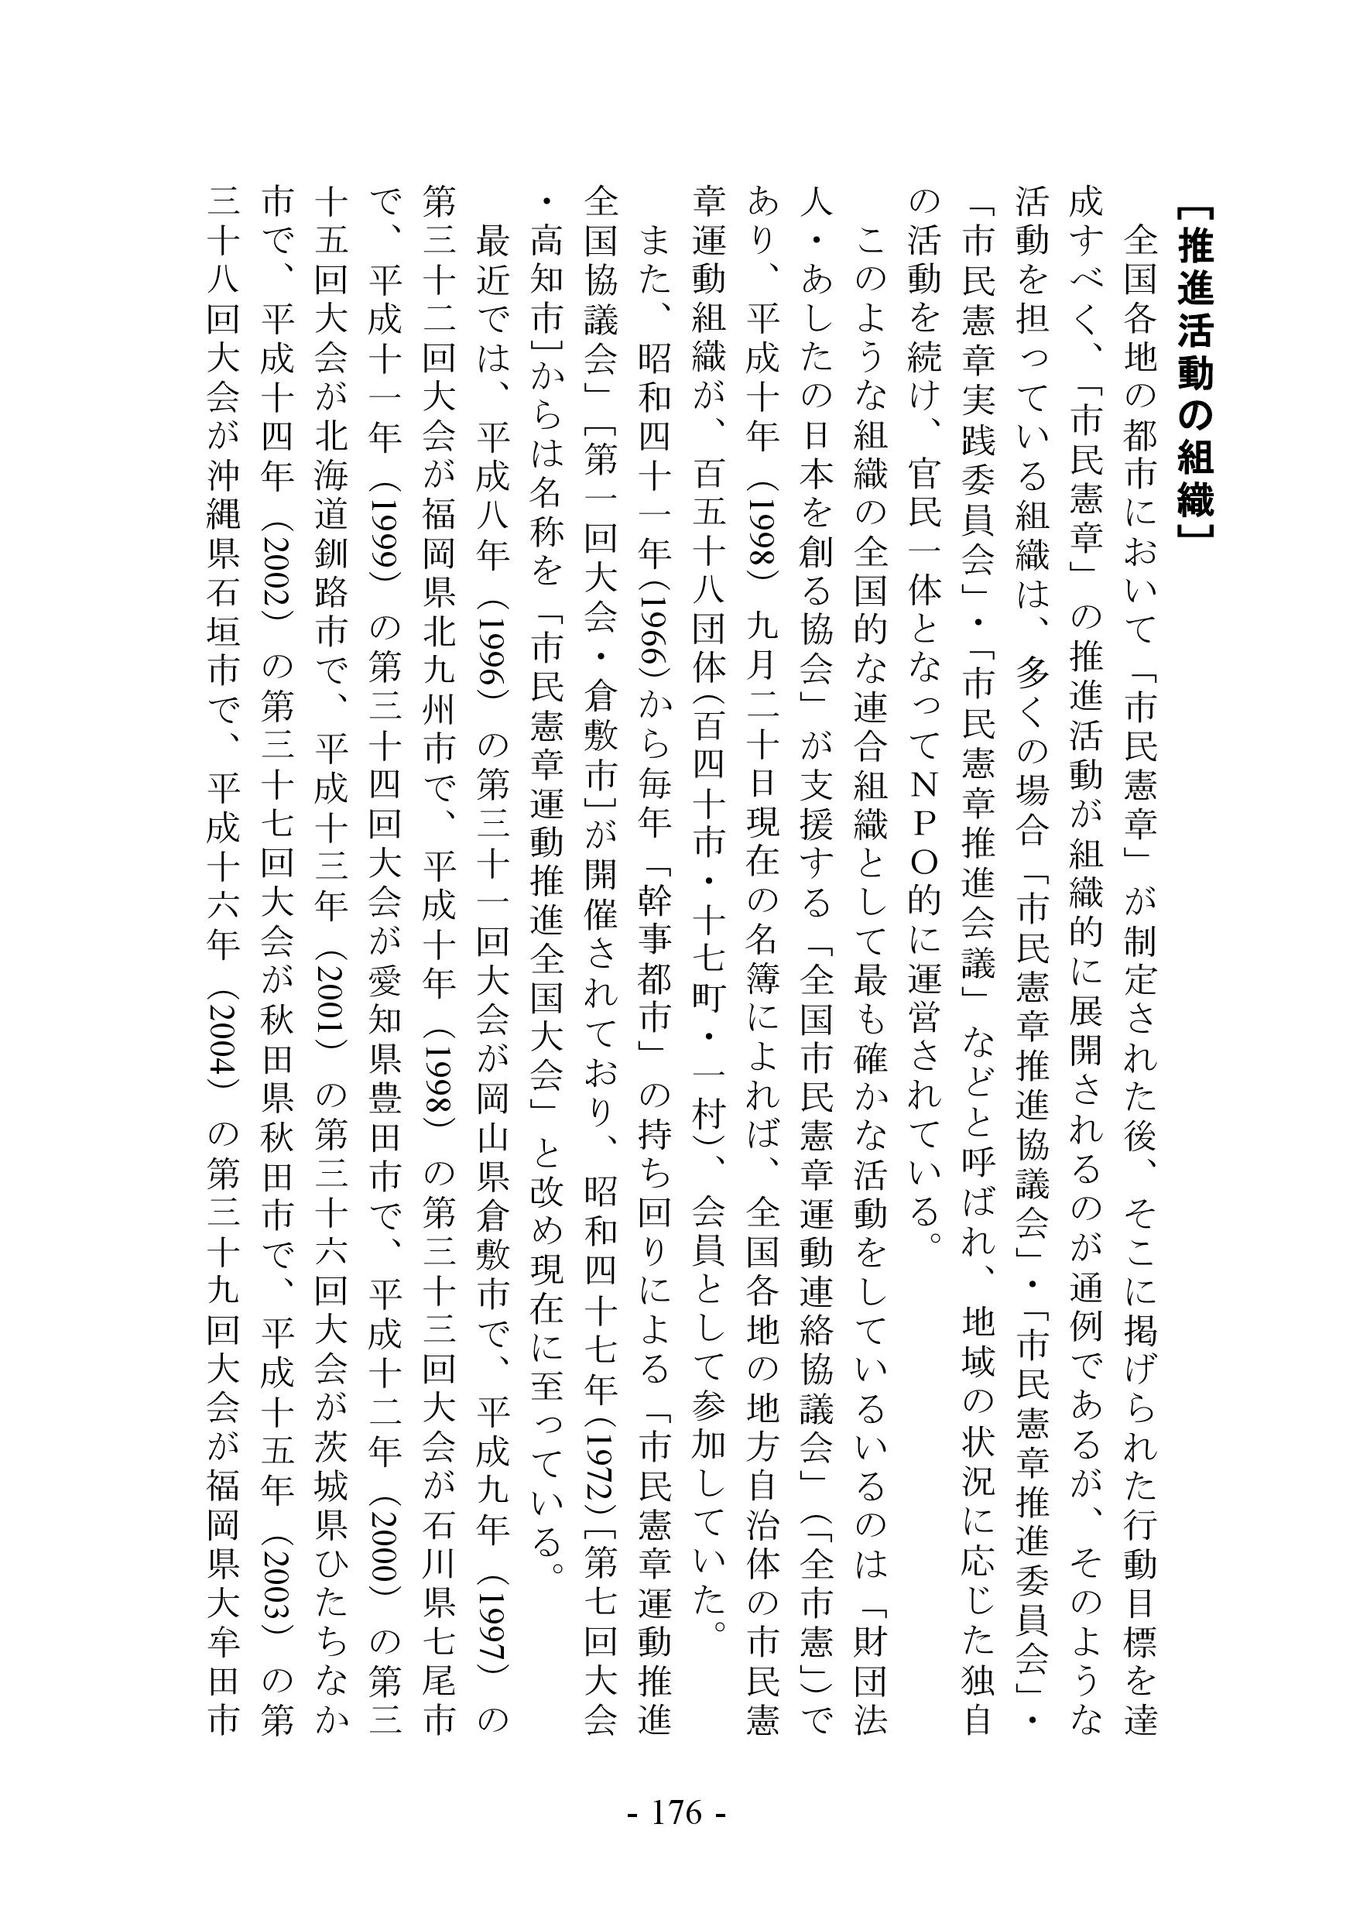 [推進活動の組織]
　全国各地の都市において「市民憲章」が制定された後、そこに掲げられた行動目標を達
成すべく、「市民憲章」の推進活動が組織的に展開されるのが通例であるが、そのような
活動を担っている組織は、多くの場合「市民憲章推進協議会」・「市民憲章推進委員会」・
「市民憲章実践委員会」・「市民憲章推進会議」などと呼ばれ、地域の状況に応じた独自
の活動を続け、官民一体となってＮＰＯ的に運営されている。
　このような組織の全国的な連合組織として最も確かな活動をしているいるのは「財団法
人・あしたの日本を創る協会」が支援する「全国市民憲章運動連絡協議会」（「全市憲」）で
あり、平成十年（1998）九月二十日現在の名簿によれば、全国各地の地方自治体の市民憲
章運動組織が、百五十八団体(百四十市・十七町・一村)、会員として参加していた。
　また、昭和四十一年(1966)から毎年「幹事都市」の持ち回りによる「市民憲章運動推進
全国協議会」[第一回大会・倉敷市]が開催されており、昭和四十七年(1972)[第七回大会
・高知市]からは名称を「市民憲章運動推進全国大会」と改め現在に至っている。
　最近では、平成八年（1996）の第三十一回大会が岡山県倉敷市で、平成九年（1997）の
第三十二回大会が福岡県北九州市で、平成十年（1998）の第三十三回大会が石川県七尾市
で、平成十一年（1999）の第三十四回大会が愛知県豊田市で、平成十二年（2000）の第三
十五回大会が北海道釧路市で、平成十三年（2001）の第三十六回大会が茨城県ひたちなか
市で、平成十四年（2002）の第三十七回大会が秋田県秋田市で、平成十五年（2003）の第
三十八回大会が沖縄県石垣市で、平成十六年（2004）の第三十九回大会が福岡県大牟田市
- 176 -